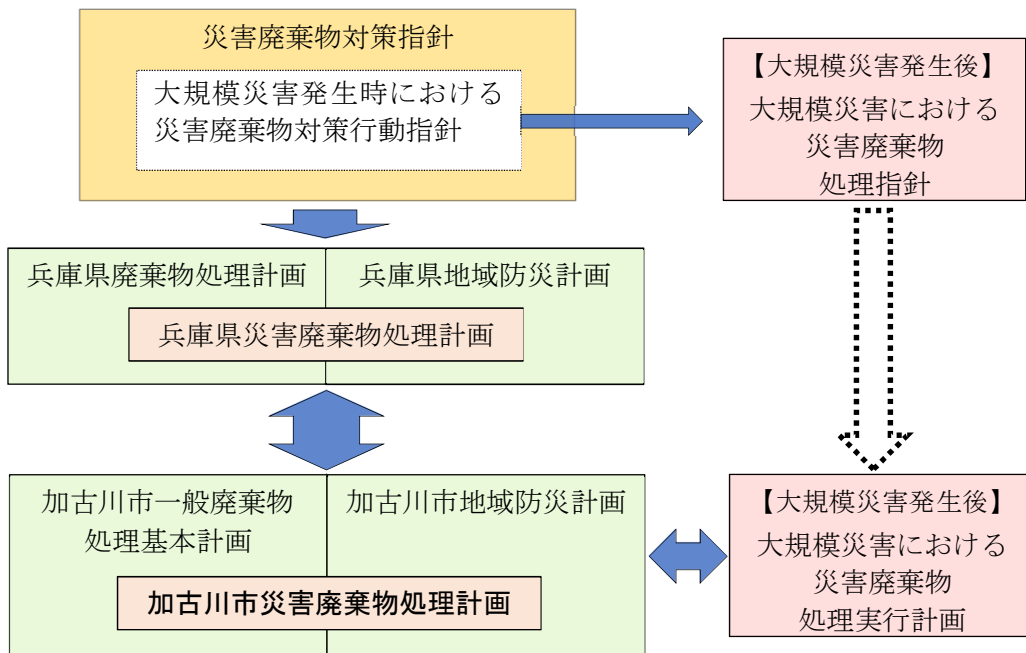 災害廃棄物対策指針
大規模災害発生時における
災害廃棄物対策行動指針
【大規模災害発生後】
大規模災害における
災害廃棄物
処理指針
兵庫県廃棄物処理計画
兵庫県地域防災計画
兵庫県災害廃棄物処理計画
加古川市一般廃棄物
処理基本計画
加古川市地域防災計画
加古川市災害廃棄物処理計画
【大規模災害発生後】
大規模災害における
災害廃棄物
処理実行計画